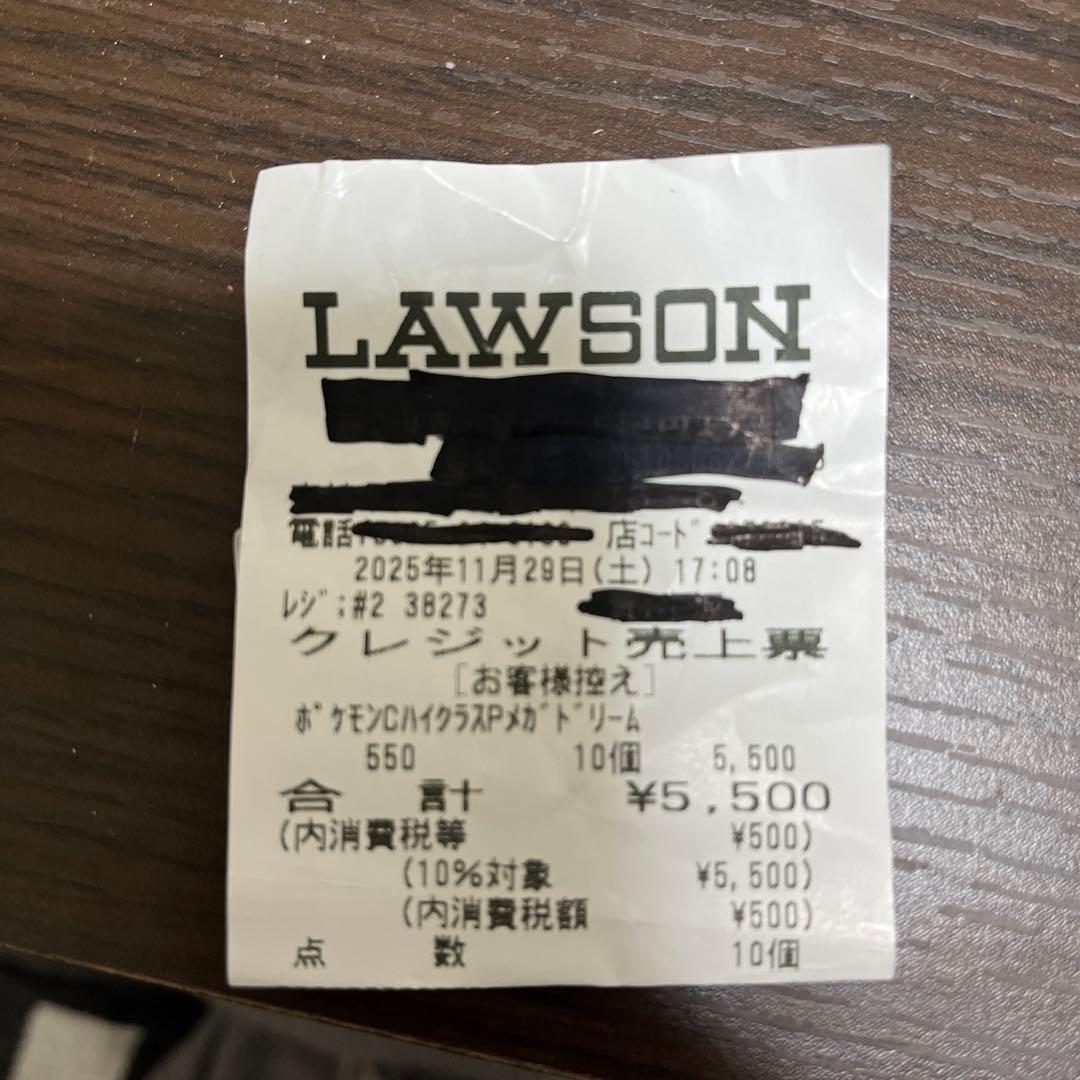 LAWSON
電話 店コード
2025年11月29日(土) 17:08
レジ;#2 38273
クレジット売上票
[お客様控え]
ポケモンCハイクラスPメガドリーム
550 10個 5,500
合 計 ¥5,500
(内消費税等 ¥500)
(10%対象 ¥5,500)
(内消費税額 ¥500)
点 数 10個